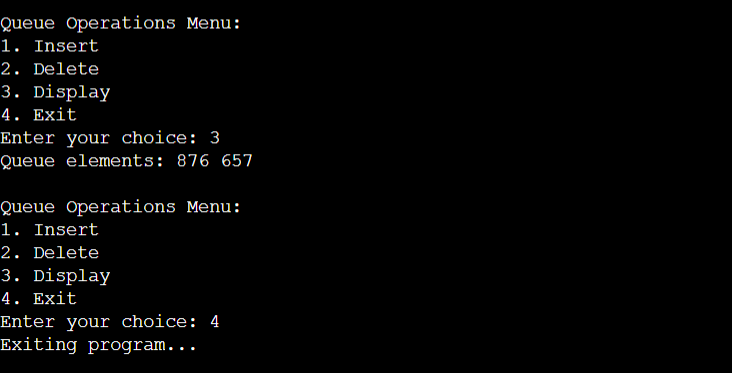 Queue Operations Menu:
1. Insert
2. Delete
3. Display
4. Exit
Enter your choice: 3
Queue elements: 876 657
Queue Operations Menu:
1. Insert
2. Delete
3. Display
4. Exit
Enter your choice: 4
Exiting program...